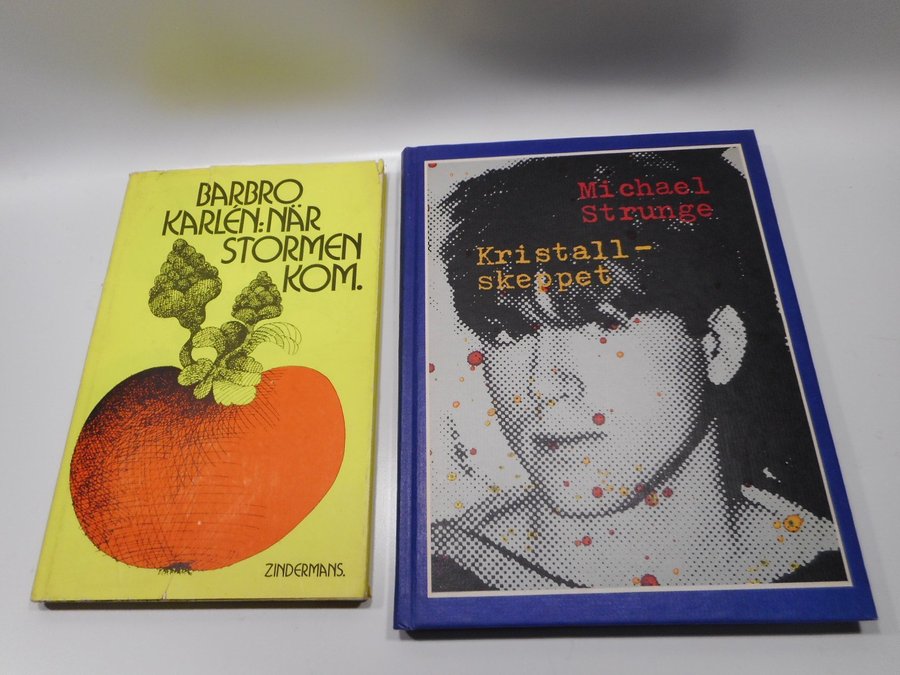 BARBRO
KARLÉN: NÄR
STORMEN
KOM.
ZINDERMANS.
Michael
Strunge
Kristall-
skeppet